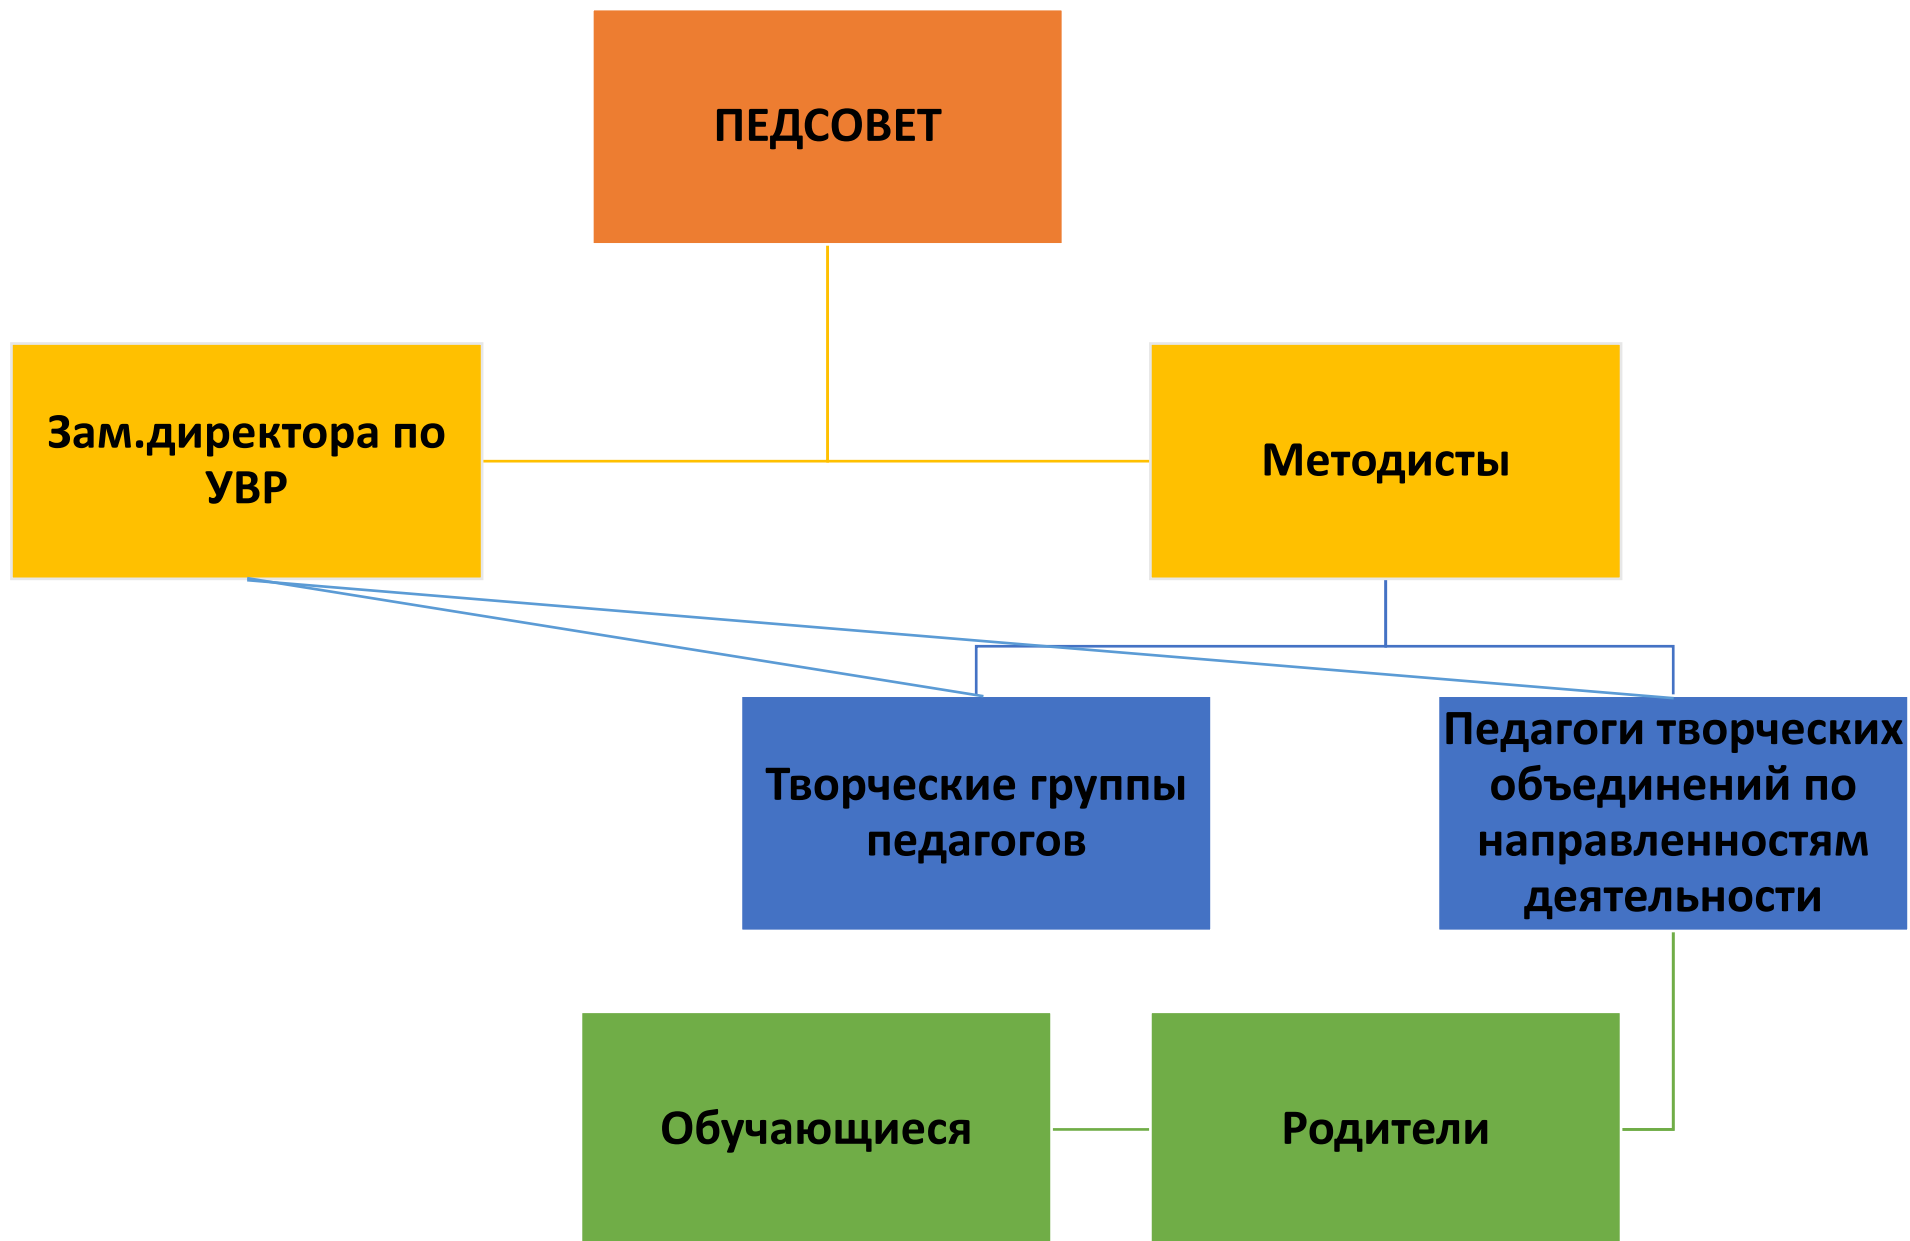 ПЕДСОВЕТ
Зам.директора по
УВР
Методисты
Творческие группы
педагогов
Педагоги творческих
объединений по
направленностям
деятельности
Обучающиеся
Родители